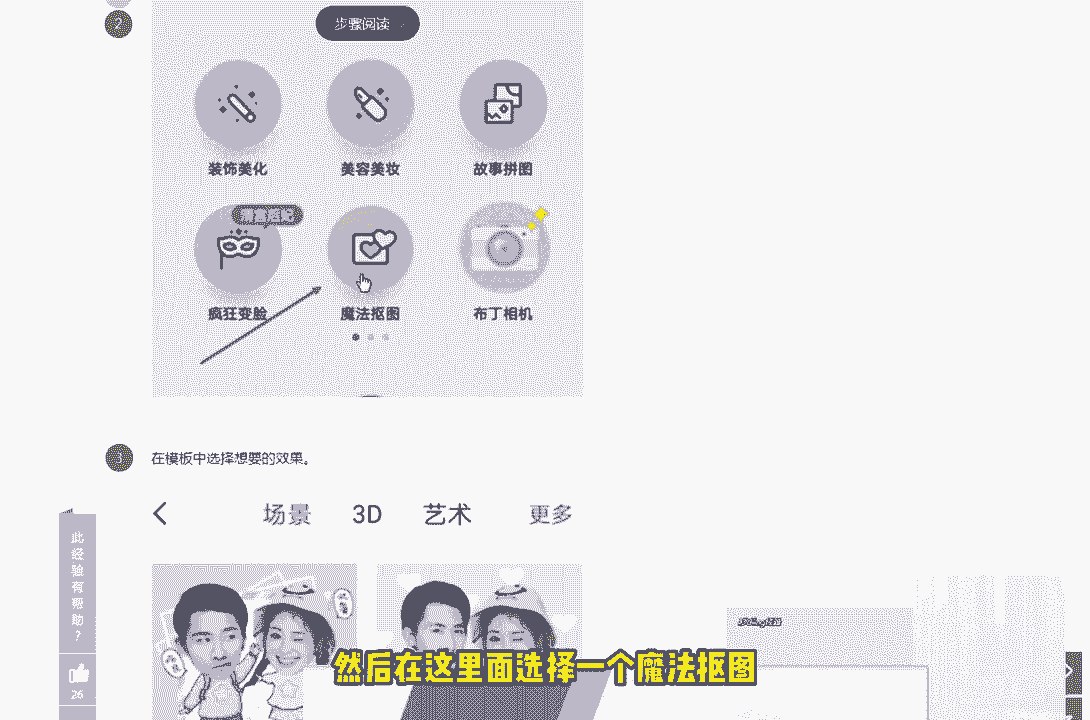 2
步骤阅读
装饰美化
美容美妆
故事拼图
疯狂变脸
魔法抠图
布丁相机
3
在模板中选择想要的效果。
场景
3D
艺术
更多
此经验有帮助？
26
然后在这里面选择一个魔法抠图